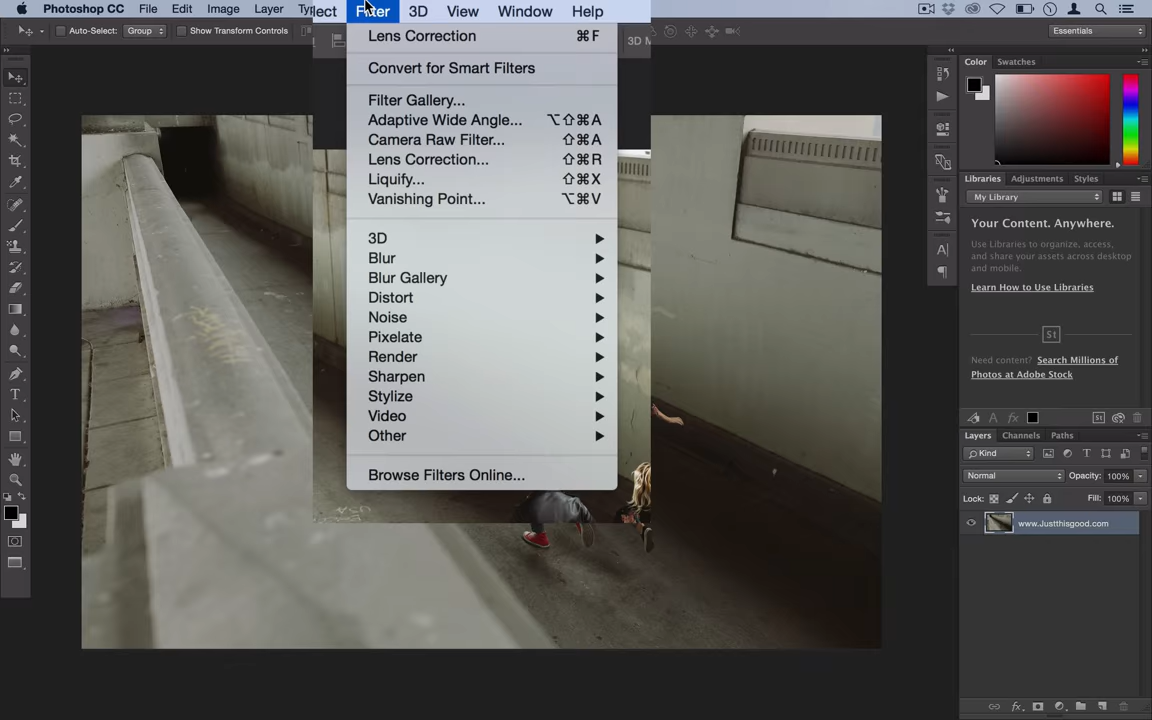 Photoshop CC File Edit Image Layer
Filter 3D View Window Help
Auto-Select: Group Show Transform Controls
3D M
Essentials
Lens Correction ⌘F
Convert for Smart Filters
Filter Gallery...
Adaptive Wide Angle... ⌥⇧⌘A
Camera Raw Filter... ⇧⌘A
Lens Correction... ⇧⌘R
Liquify... ⇧⌘X
Vanishing Point... ⌥⌘V
3D
Blur
Blur Gallery
Distort
Noise
Pixelate
Render
Sharpen
Stylize
Video
Other
Browse Filters Online...
Color Swatches
Libraries Adjustments Styles
My Library
Your Content. Anywhere.
Use Libraries to organize, access,
and share your assets across desktop
and mobile.
Learn How to Use Libraries
St
Need content? Search Millions of
Photos at Adobe Stock
Layers Channels Paths
Kind
Normal Opacity: 100%
Lock: Fill: 100%
www.Justthisgood.com